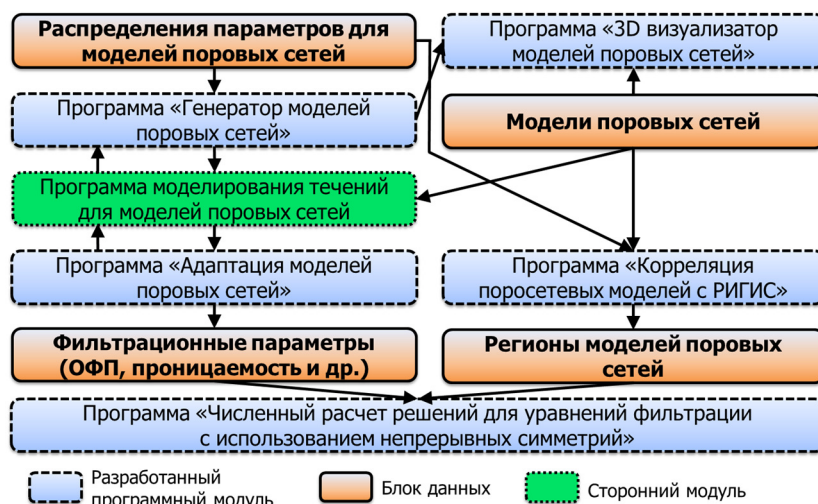 Распределения параметров для
моделей поровых сетей
Программа «3D визуализатор
моделей поровых сетей»
Программа «Генератор моделей
поровых сетей»
Модели поровых сетей
Программа моделирования течений
для моделей поровых сетей
Программа «Адаптация моделей
поровых сетей»
Программа «Корреляция
поросетевых моделей с РИГИС»
Фильтрационные параметры
(ОФП, проницаемость и др.)
Регионы моделей поровых
сетей
Программа «Численный расчет решений для уравнений фильтрации
с использованием непрерывных симметрий»
Разработанный
программный модуль
Блок данных
Сторонний модуль